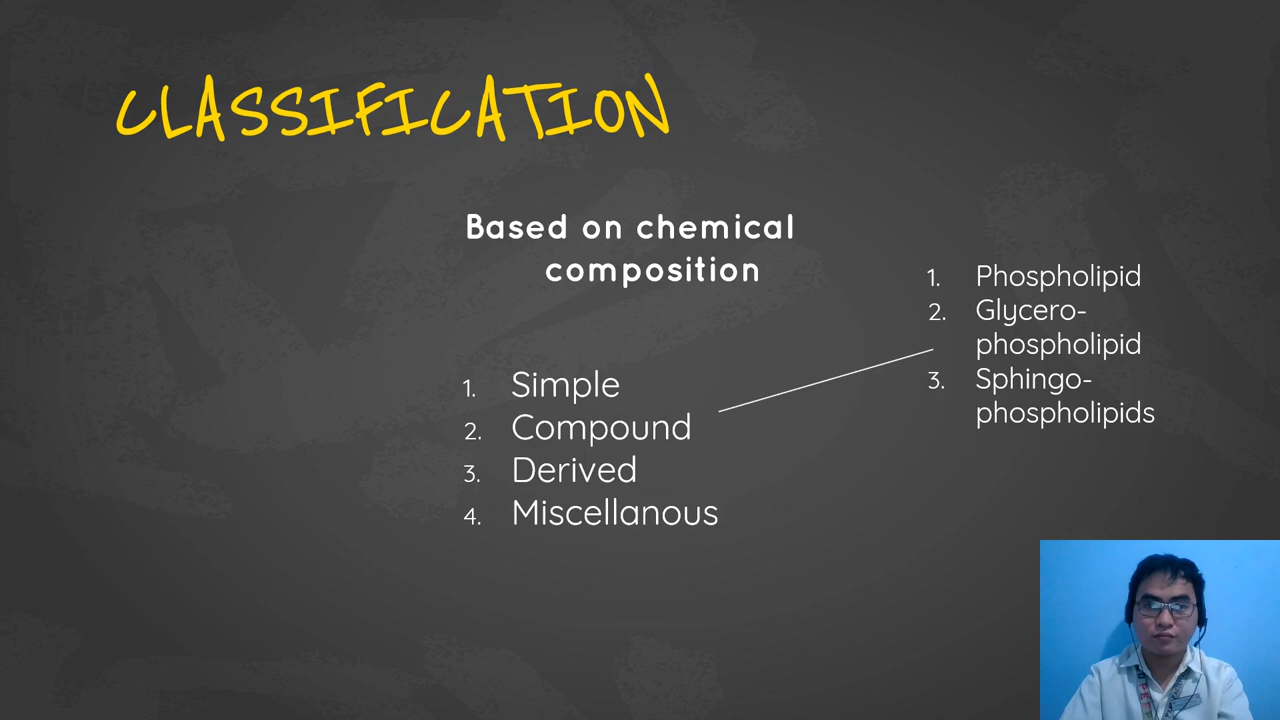 CLASSIFICATION
Based on chemical
composition
1. Simple
2. Compound
3. Derived
4. Miscellanous
1. Phospholipid
2. Glycero-
phospholipid
3. Sphingo-
phospholipids